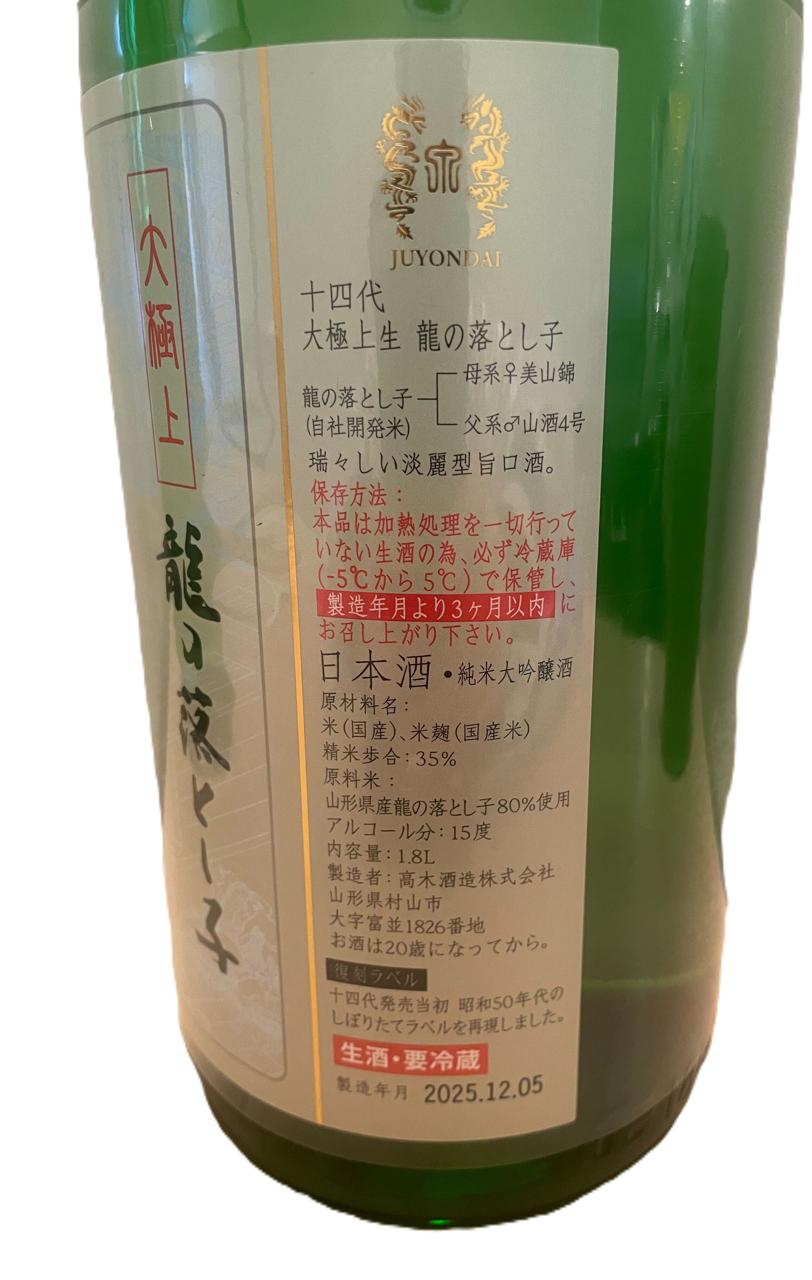 大極上
龍の落とし子
JUYONDAI
十四代
大極上生 龍の落とし子
龍の落とし子
(自社開発米)
母系♀美山錦
父系♂山酒4号
瑞々しい淡麗型旨口酒。
保存方法：
本品は加熱処理を一切行って
いない生酒の為、必ず冷蔵庫
(-5℃から 5℃)で保管し、
製造年月より3ヶ月以内 に
お召し上がり下さい。
日本酒・純米大吟醸酒
原材料名：
米(国産)、米麹(国産米)
精米歩合：35%
原料米：
山形県産龍の落とし子80%使用
アルコール分：15度
内容量：1.8L
製造者：高木酒造株式会社
山形県村山市
大字富並1826番地
お酒は20歳になってから。
復刻ラベル
十四代発売当初 昭和50年代の
しぼりたてラベルを再現しました。
生酒・要冷蔵
製造年月 2025.12.05